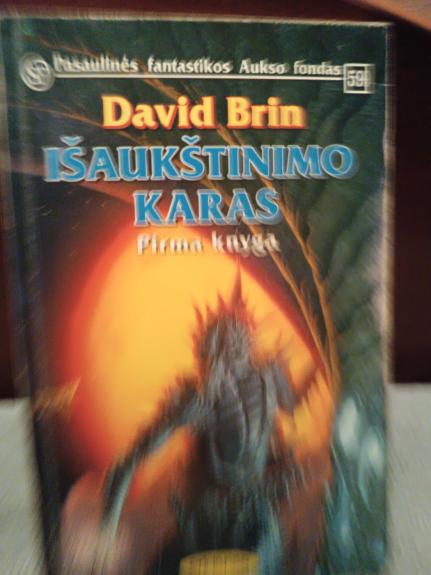 Pasaulinės fantastikos Aukso fondas
59
David Brin
IŠAUKŠTINIMO
KARAS
Pirma knyga